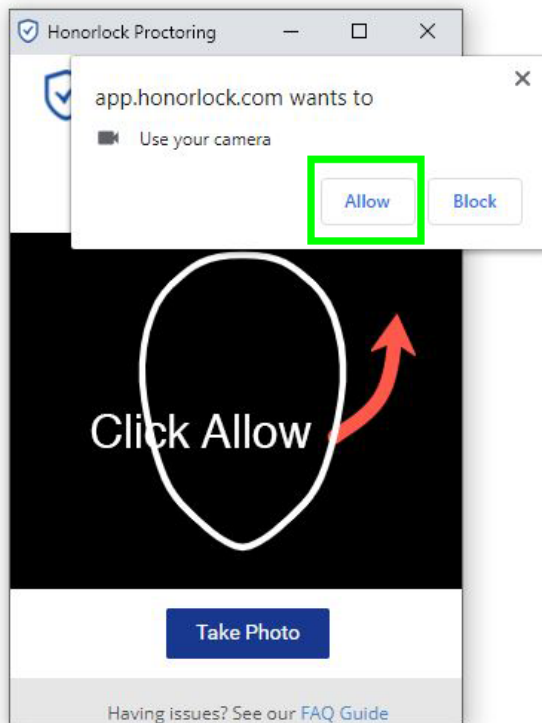 Honorlock Proctoring
app.honorlock.com wants to
Use your camera
Allow
Block
Click Allow
Take Photo
Having issues? See our FAQ Guide